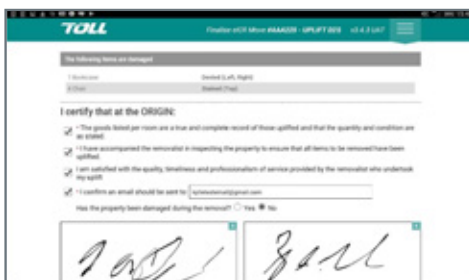 TOLL
Finalise eICR Move #AAA220 - UPLIFT DES v3.4.3 UAT
The following items are damaged
7 Bookcase Dented (Left, Right)
8 Chair Stained (Top)
I certify that at the ORIGIN:
* The goods listed per room are a true and complete record of those uplifted and that the quantity and condition are as stated.
* I have accompanied the removalist in inspecting the property to ensure that all items to be removed have been uplifted.
I am satisfied with the quality, timeliness and professionalism of service provided by the removalist who undertook my uplift
* I confirm an email should be sent to
Has the property been damaged during the removal? Yes No